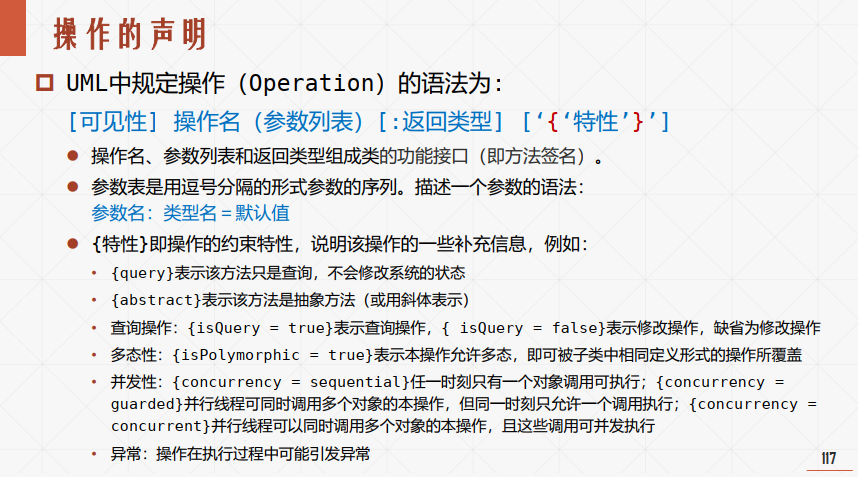 操作的声明
UML中规定操作（Operation）的语法为:
[可见性] 操作名（参数列表）[:返回类型] [‘{‘特性’}’]
操作名、参数列表和返回类型组成类的功能接口（即方法签名）。
参数表是用逗号分隔的形式参数的序列。描述一个参数的语法:
参数名: 类型名 = 默认值
{特性}即操作的约束特性，说明该操作的一些补充信息，例如:
{query}表示该方法只是查询，不会修改系统的状态
{abstract}表示该方法是抽象方法（或用斜体表示）
查询操作: {isQuery = true}表示查询操作，{ isQuery = false}表示修改操作，缺省为修改操作
多态性: {isPolymorphic = true}表示本操作允许多态，即可被子类中相同定义形式的操作所覆盖
并发性: {concurrency = sequential}任一时刻只有一个对象调用可执行; {concurrency =
guarded}并行线程可同时调用多个对象的本操作，但同一时刻只允许一个调用执行; {concurrency =
concurrent}并行线程可以同时调用多个对象的本操作，且这些调用可并发执行
异常: 操作在执行过程中可能引发异常
117